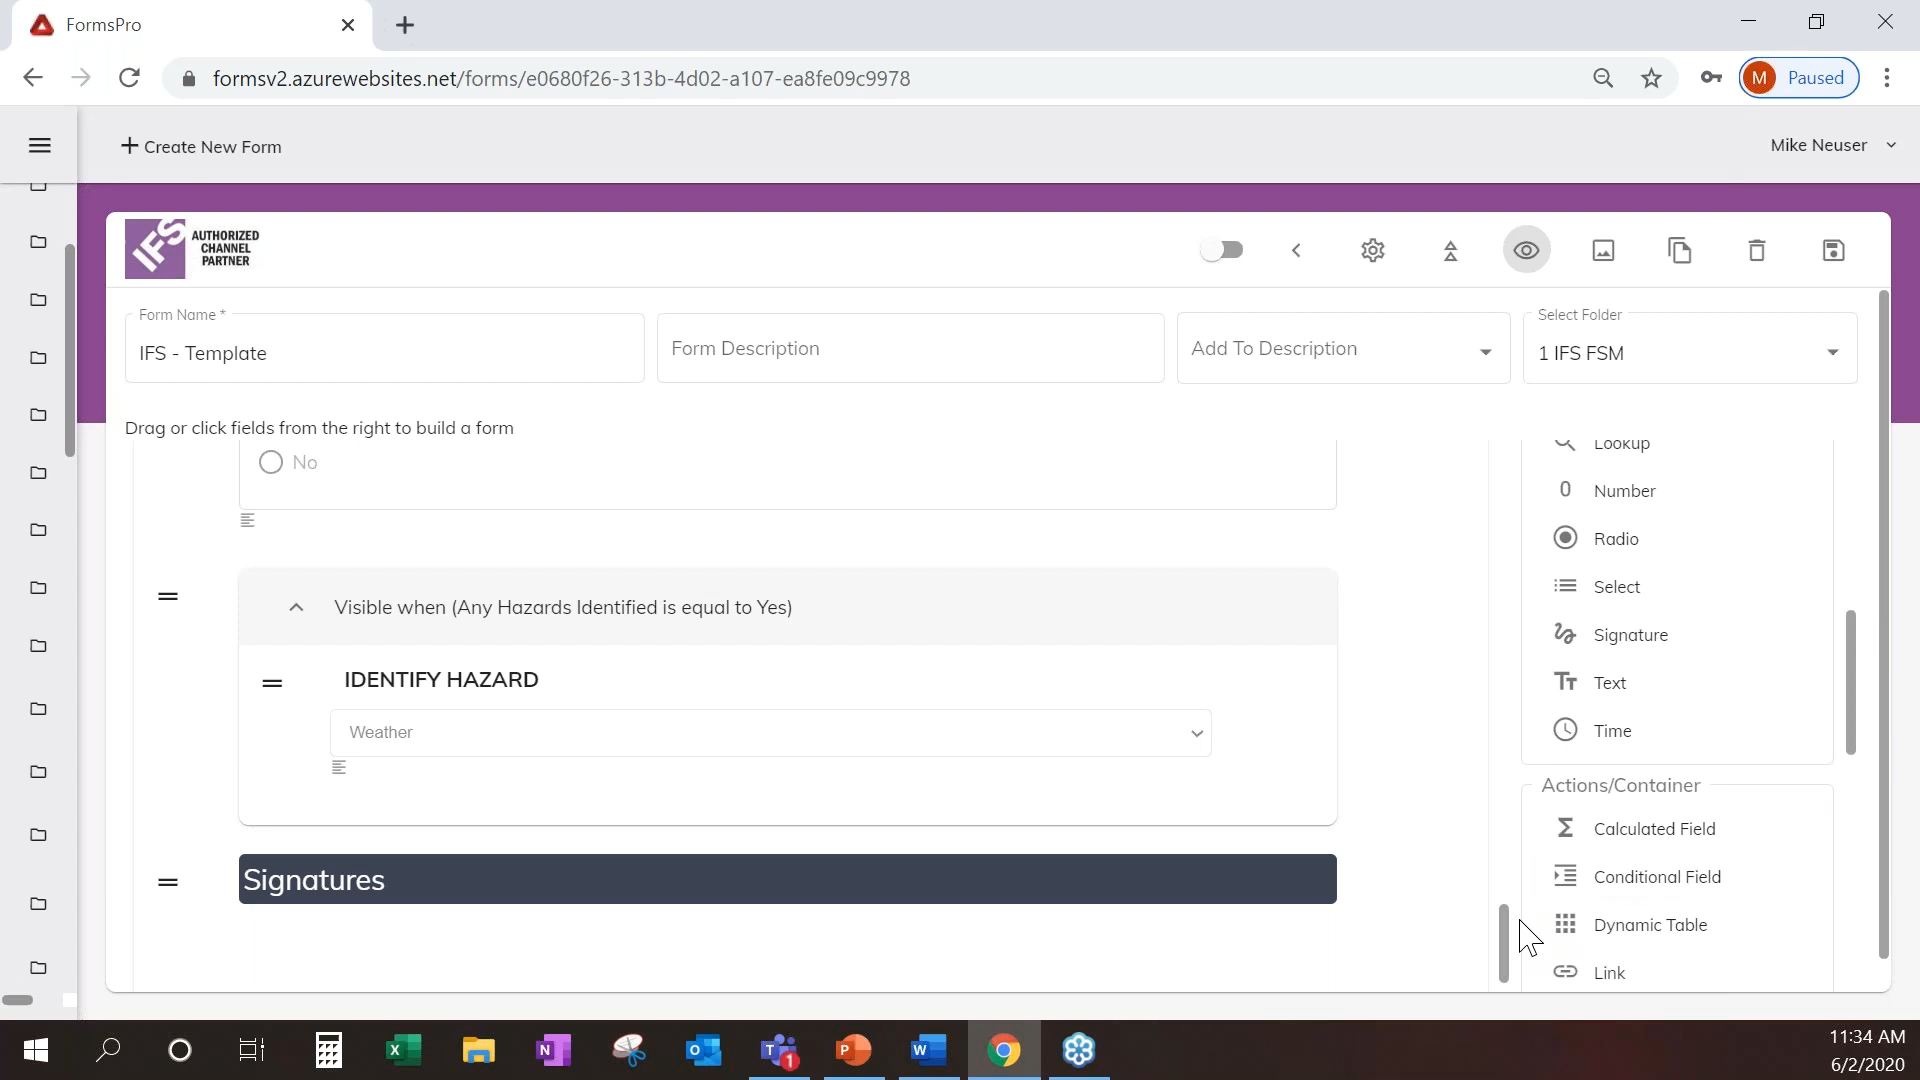 FormsPro
formsv2.azurewebsites.net/forms/e0680f26-313b-4d02-a107-ea8fe09c9978
M Paused
Create New Form
Mike Neuser
IFS
AUTHORIZED
CHANNEL
PARTNER
Form Name *
IFS - Template
Form Description
Add To Description
Select Folder
1 IFS FSM
Drag or click fields from the right to build a form
No
Visible when (Any Hazards Identified is equal to Yes)
IDENTIFY HAZARD
Weather
Signatures
Lookup
0 Number
Radio
Select
Signature
Text
Time
Actions/Container
Calculated Field
Conditional Field
Dynamic Table
Link
1
11:34 AM
6/2/2020